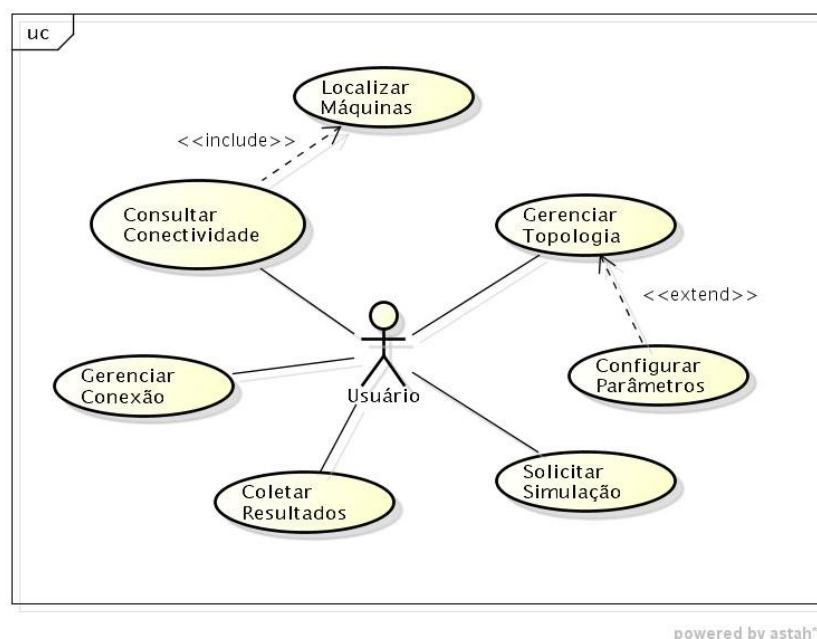 uc
Localizar
Máquinas
<<include>>
Consultar
Conectividade
Gerenciar
Topologia
<<extend>>
Gerenciar
Conexão
Usuário
Configurar
Parâmetros
Coletar
Resultados
Solicitar
Simulação
powered by astah*